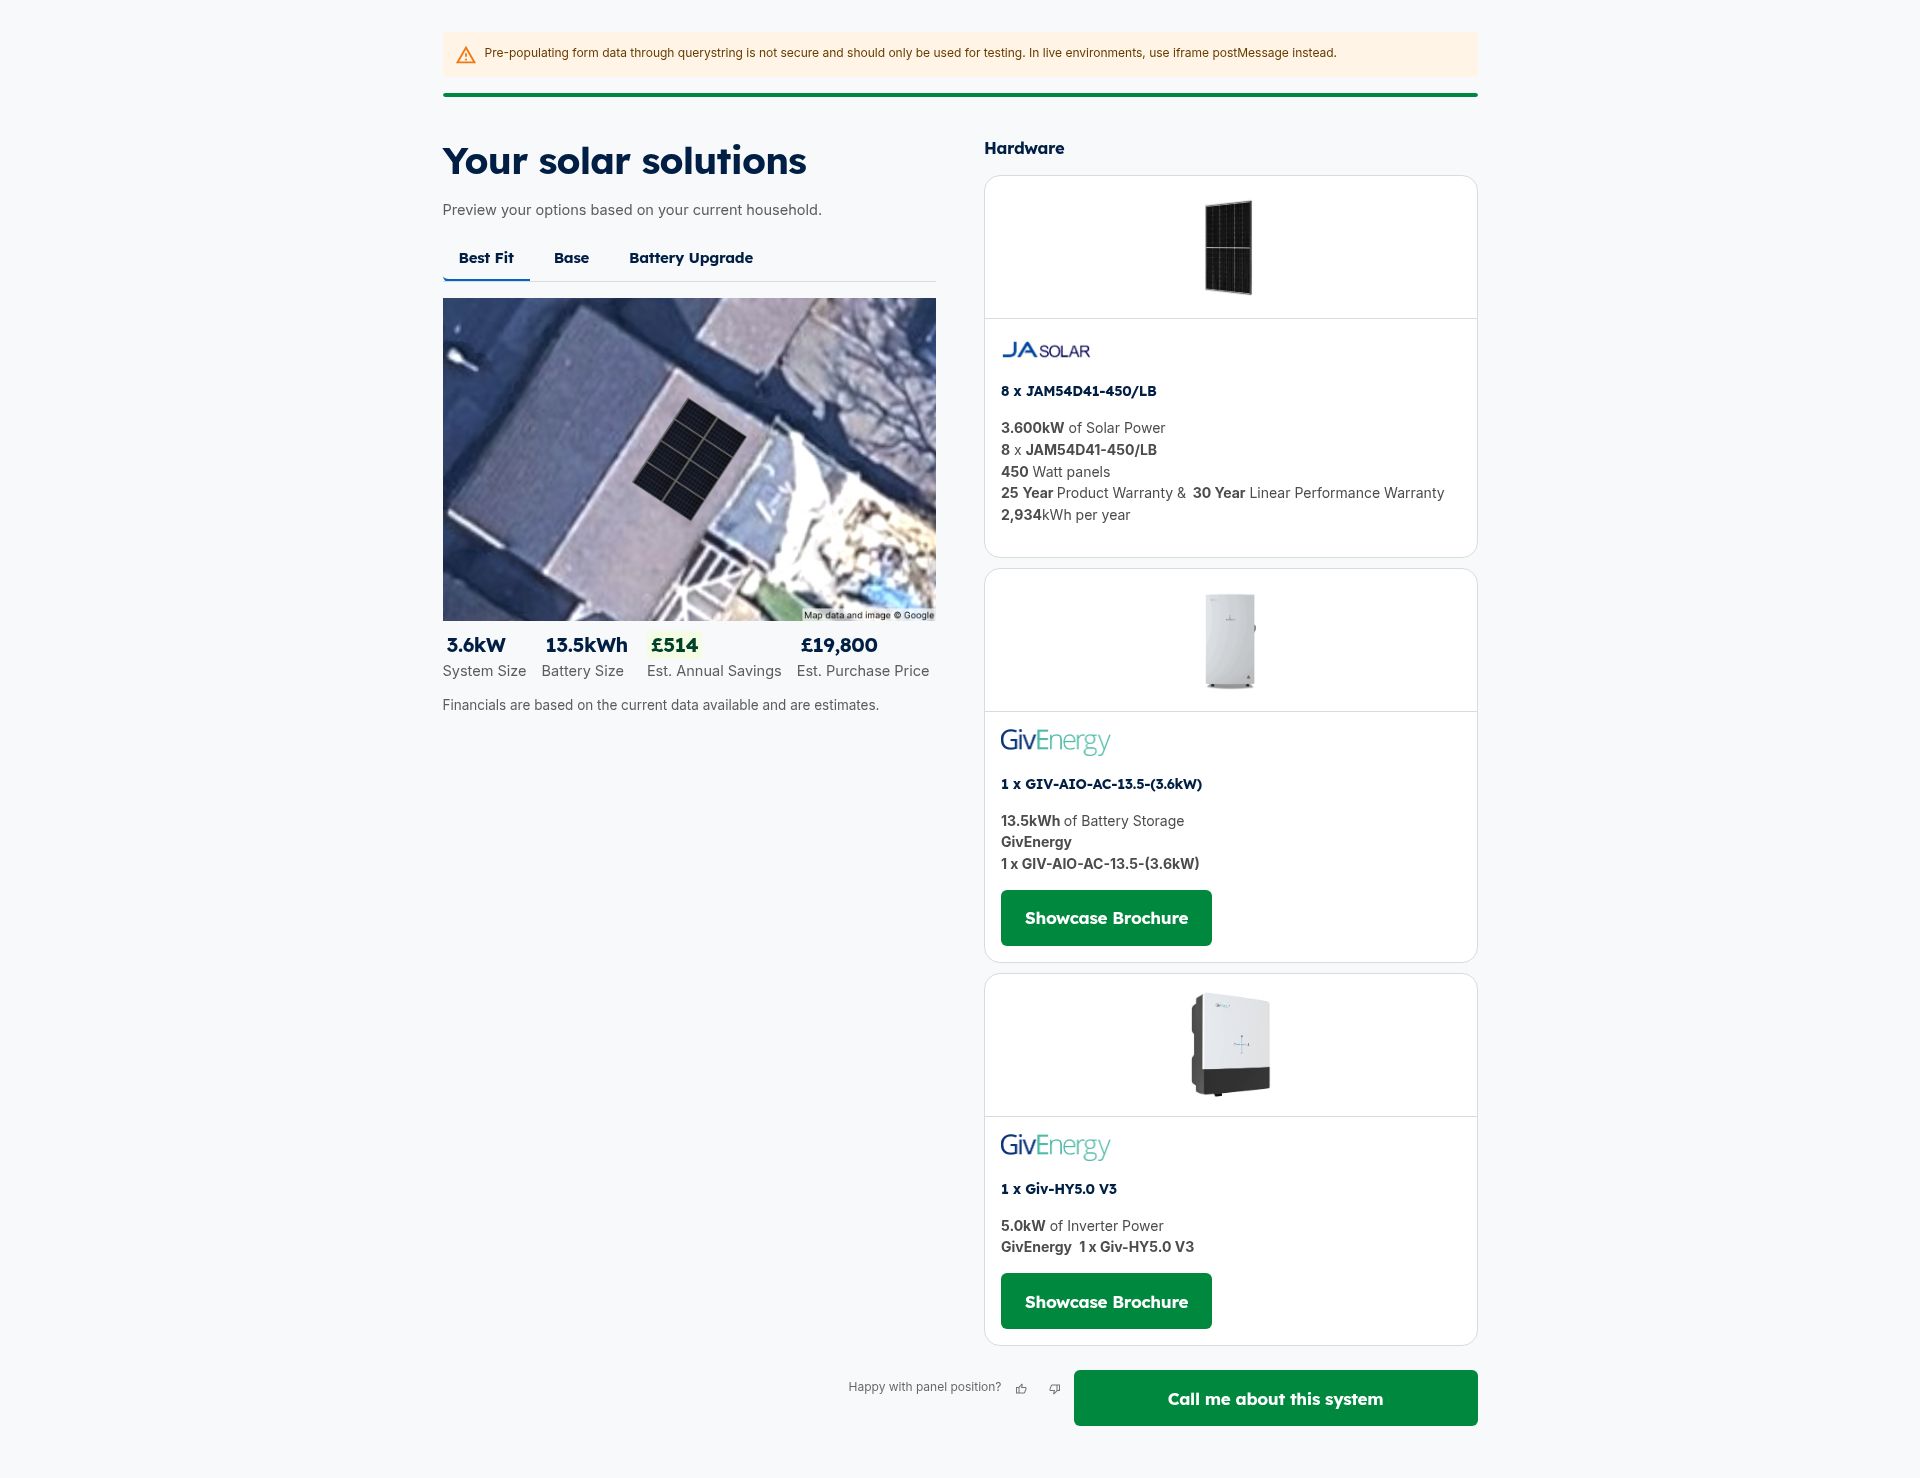 Pre-populating form data through querystring is not secure and should only be used for testing. In live environments, use iframe postMessage instead.
Your solar solutions
Preview your options based on your current household.
Best Fit
Base
Battery Upgrade
Map data and image © Google
3.6kW
System Size
13.5kWh
Battery Size
£514
Est. Annual Savings
£19,800
Est. Purchase Price
Financials are based on the current data available and are estimates.
Hardware
JA SOLAR
8 x JAM54D41-450/LB
3.600kW of Solar Power
8 x JAM54D41-450/LB
450 Watt panels
25 Year Product Warranty & 30 Year Linear Performance Warranty
2,934kWh per year
GivEnergy
1 x GIV-AIO-AC-13.5-(3.6kW)
13.5kWh of Battery Storage
GivEnergy
1 x GIV-AIO-AC-13.5-(3.6kW)
Showcase Brochure
GivEnergy
1 x Giv-HY5.0 V3
5.0kW of Inverter Power
GivEnergy 1 x Giv-HY5.0 V3
Showcase Brochure
Happy with panel position?
Call me about this system